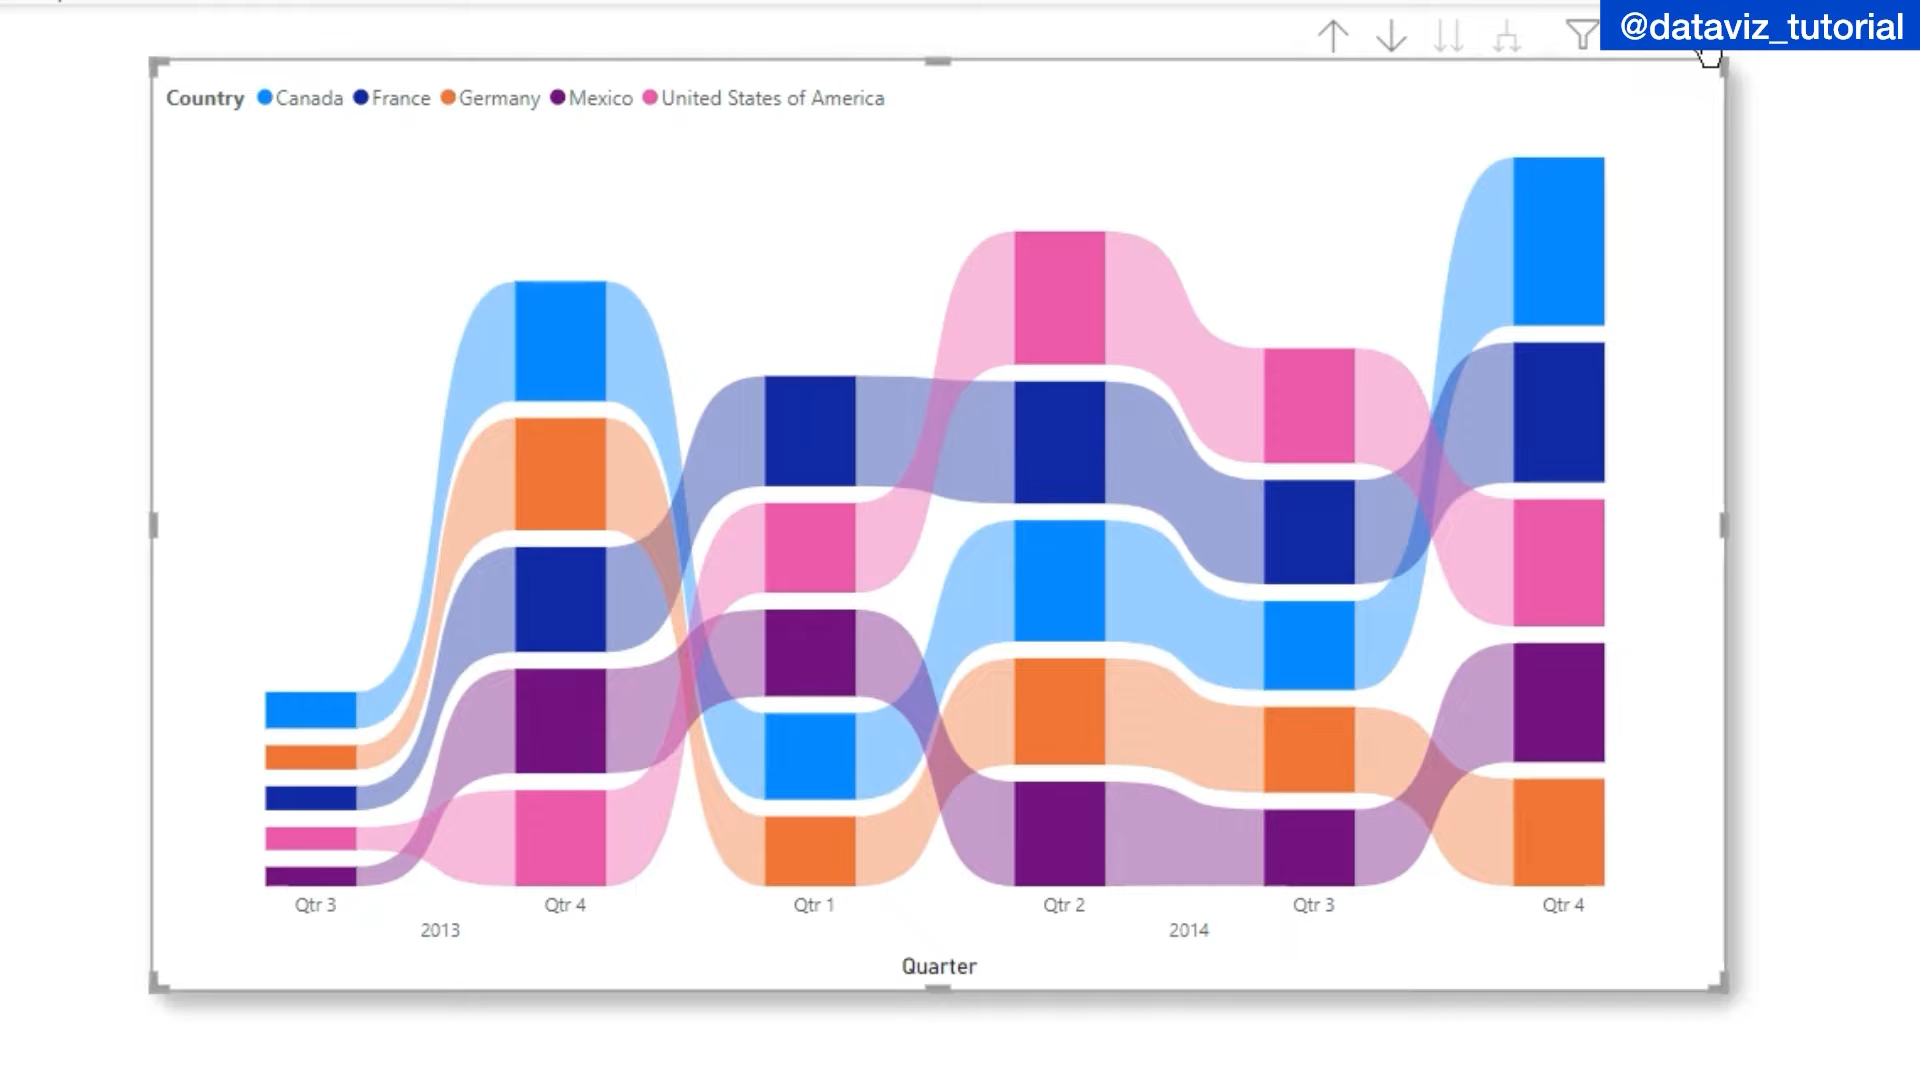 @dataviz_tutorial
Country Canada France Germany Mexico United States of America
Qtr 3 Qtr 4 Qtr 1 Qtr 2 Qtr 3 Qtr 4
2013 2014
Quarter